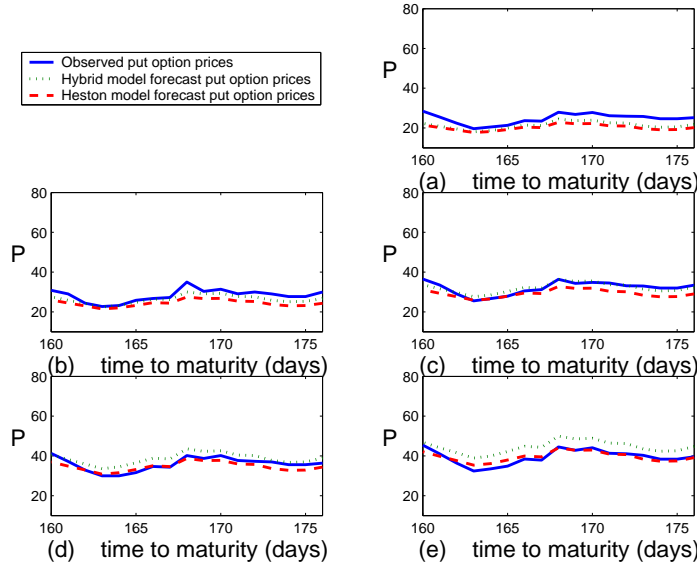 Observed put option prices
Hybrid model forecast put option prices
Heston model forecast put option prices
80
60
40
20
P
160 165 170 175
(a) time to maturity (days)
80
60
40
20
P
160 165 170 175
(b) time to maturity (days)
80
60
40
20
P
160 165 170 175
(c) time to maturity (days)
80
60
40
20
P
160 165 170 175
(d) time to maturity (days)
80
60
40
20
P
160 165 170 175
(e) time to maturity (days)